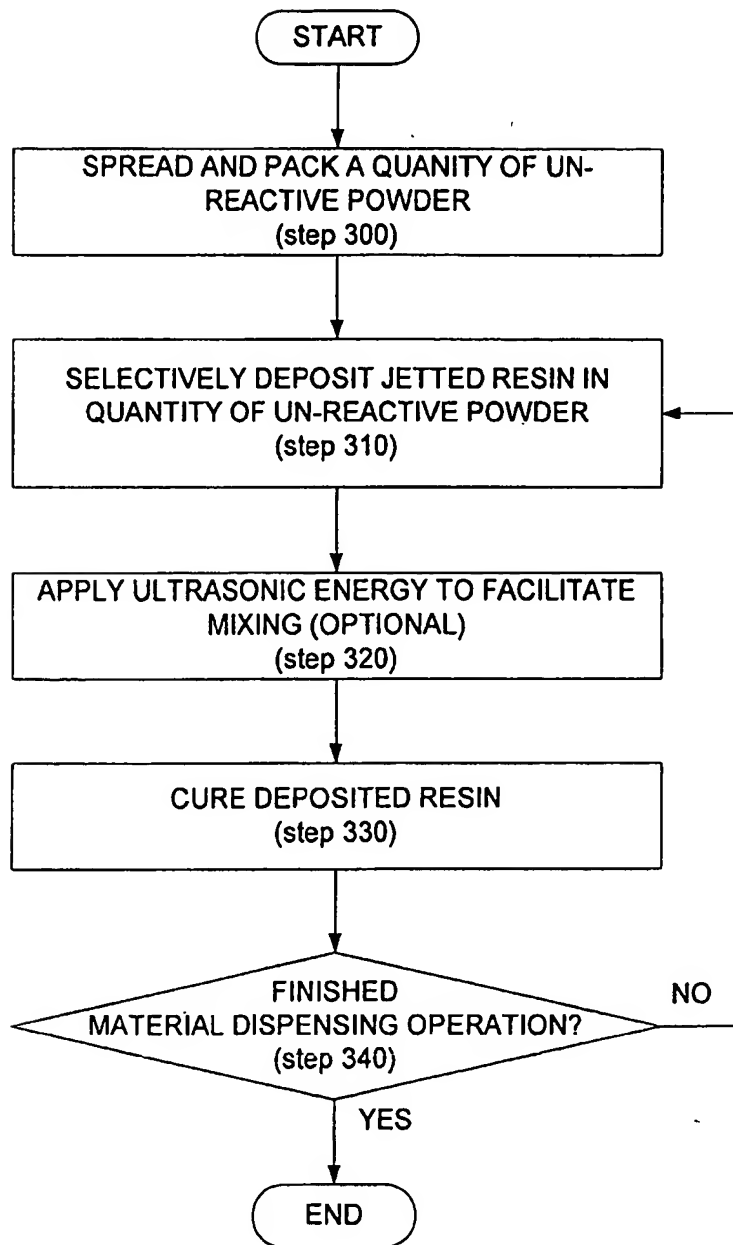 START
SPREAD AND PACK A QUANITY OF UN-
REACTIVE POWDER
(step 300)
SELECTIVELY DEPOSIT JETTED RESIN IN
QUANTITY OF UN-REACTIVE POWDER
(step 310)
APPLY ULTRASONIC ENERGY TO FACILITATE
MIXING (OPTIONAL)
(step 320)
CURE DEPOSITED RESIN
(step 330)
FINISHED
MATERIAL DISPENSING OPERATION?
(step 340)
NO
YES
END